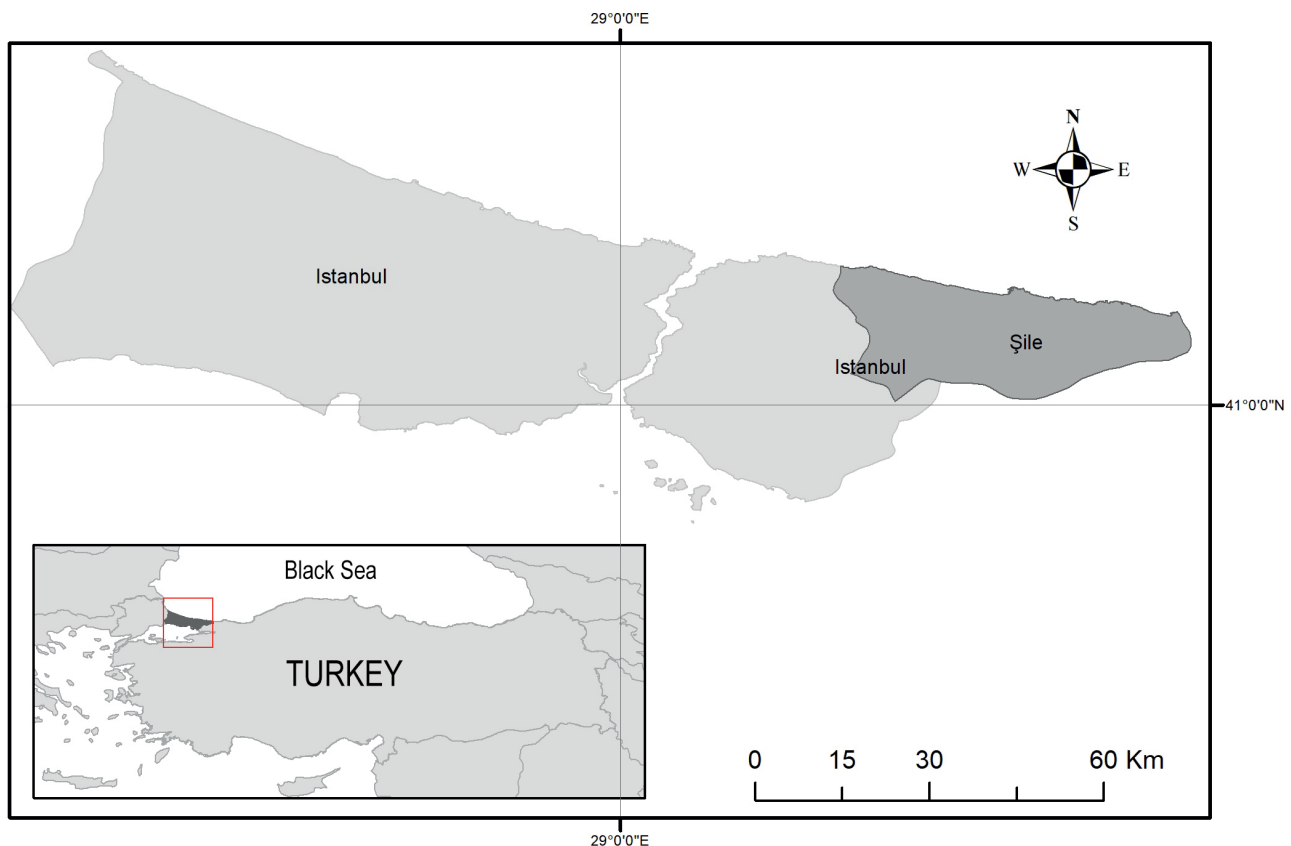 29°0'0"E
N
W E
S
Istanbul
Şile
Istanbul
41°0'0"N
Black Sea
TURKEY
0 15 30 60 Km
29°0'0"E